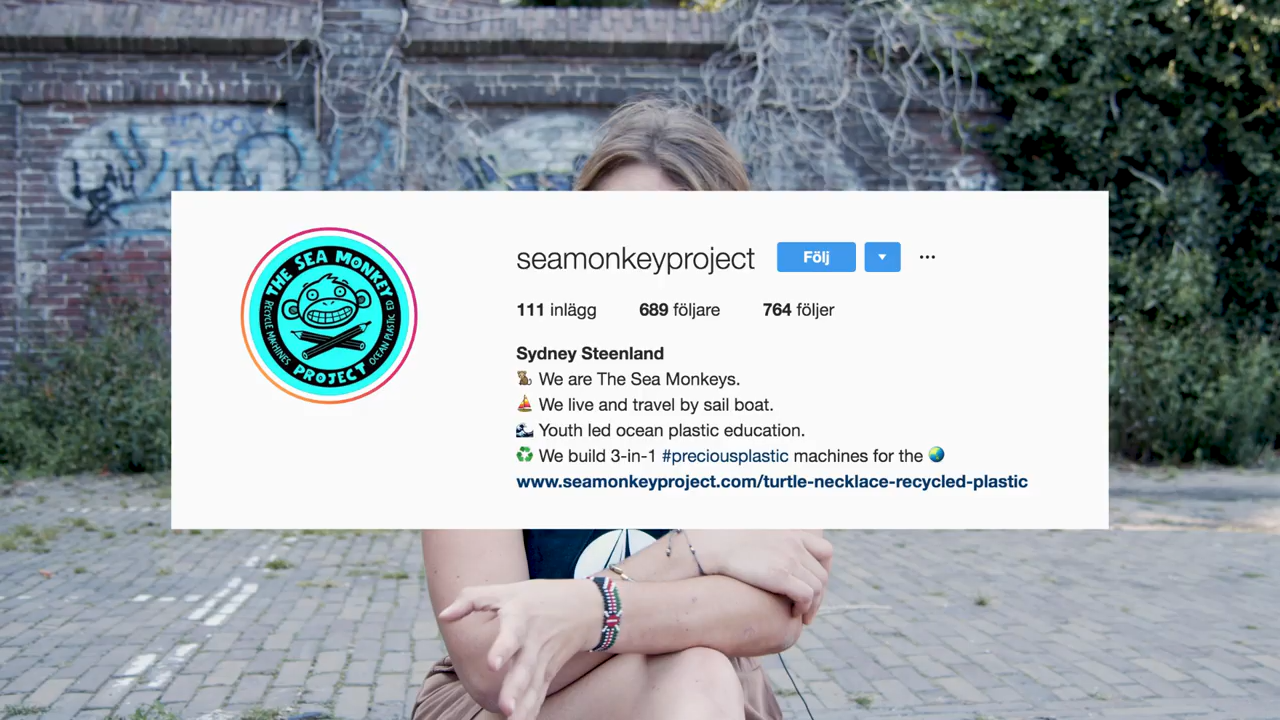 THE SEA MONKEY
RECYCLE MACHINES
OCEAN PLASTIC ED
PROJECT
seamonkeyproject
Följ
111 inlägg 689 följare 764 följer
Sydney Steenland
We are The Sea Monkeys.
We live and travel by sail boat.
Youth led ocean plastic education.
We build 3-in-1 #preciousplastic machines for the
www.seamonkeyproject.com/turtle-necklace-recycled-plastic